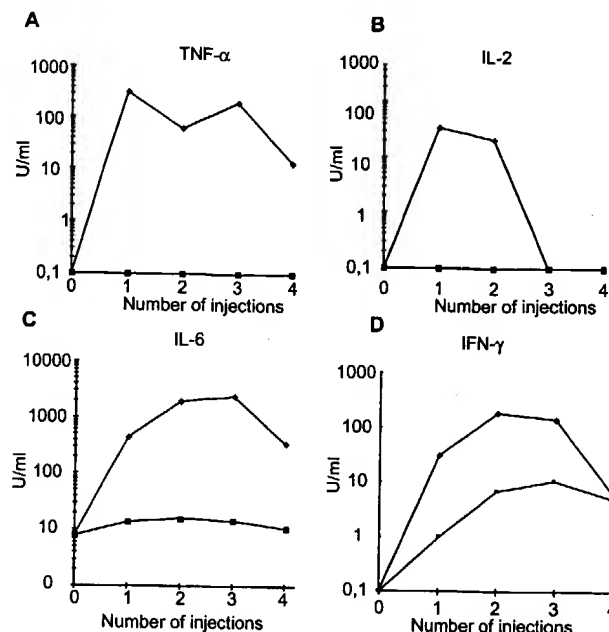 A
TNF-α
1000
100
10
1
0,1
U/ml
0 1 2 3 4
Number of injections
B
IL-2
1000
100
10
1
0,1
U/ml
0 1 2 3 4
Number of injections
C
IL-6
10000
1000
100
10
0
U/ml
0 1 2 3 4
Number of injections
D
IFN-γ
1000
100
10
1
0,1
U/ml
0 1 2 3 4
Number of injections